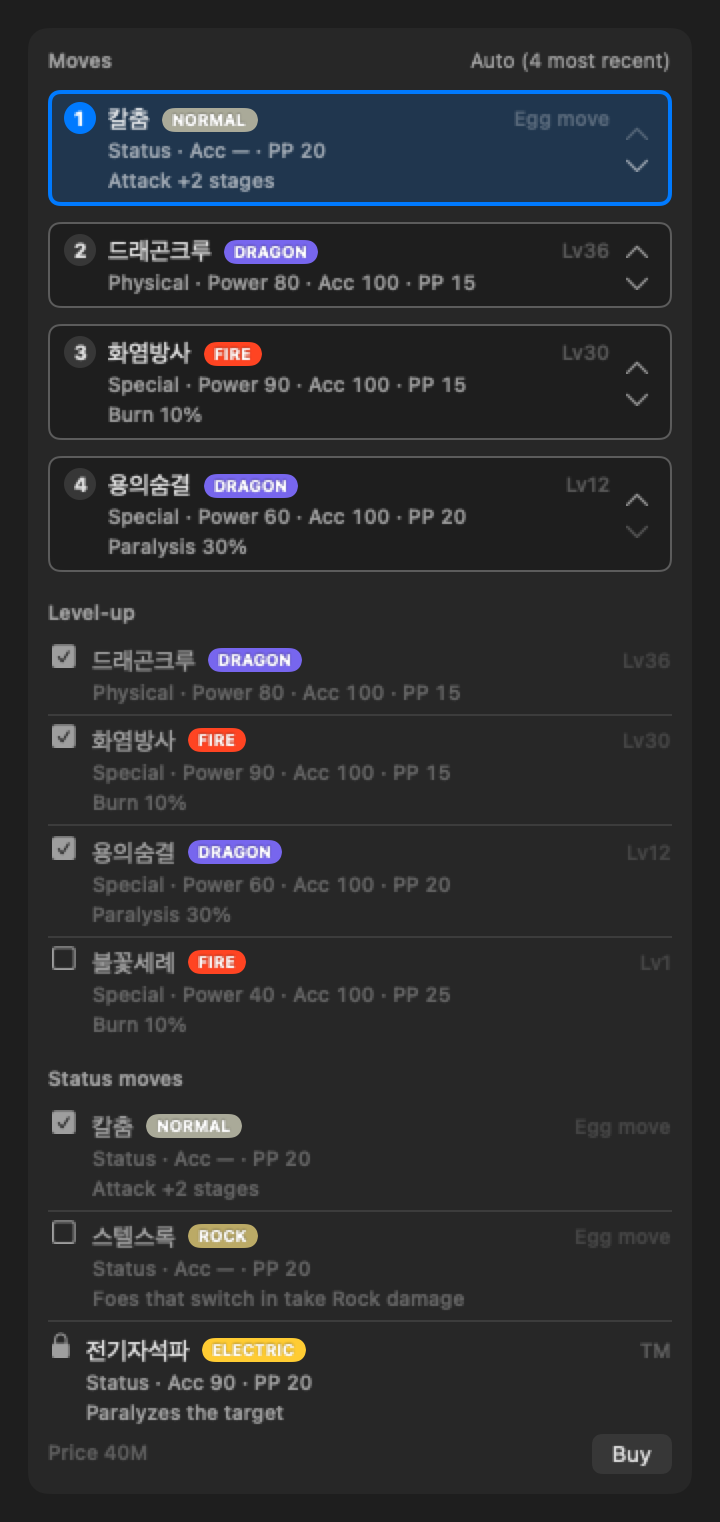 Moves Auto (4 most recent)
1 칼춤 NORMAL Egg move
Status · Acc — · PP 20
Attack +2 stages
2 드래곤크루 DRAGON Lv36
Physical · Power 80 · Acc 100 · PP 15
3 화염방사 FIRE Lv30
Special · Power 90 · Acc 100 · PP 15
Burn 10%
4 용의숨결 DRAGON Lv12
Special · Power 60 · Acc 100 · PP 20
Paralysis 30%
Level-up
드래곤크루 DRAGON Lv36
Physical · Power 80 · Acc 100 · PP 15
화염방사 FIRE Lv30
Special · Power 90 · Acc 100 · PP 15
Burn 10%
용의숨결 DRAGON Lv12
Special · Power 60 · Acc 100 · PP 20
Paralysis 30%
불꽃세례 FIRE Lv1
Special · Power 40 · Acc 100 · PP 25
Burn 10%
Status moves
칼춤 NORMAL Egg move
Status · Acc — · PP 20
Attack +2 stages
스텔스록 ROCK Egg move
Status · Acc — · PP 20
Foes that switch in take Rock damage
전기자석파 ELECTRIC TM
Status · Acc 90 · PP 20
Paralyzes the target
Price 40M Buy